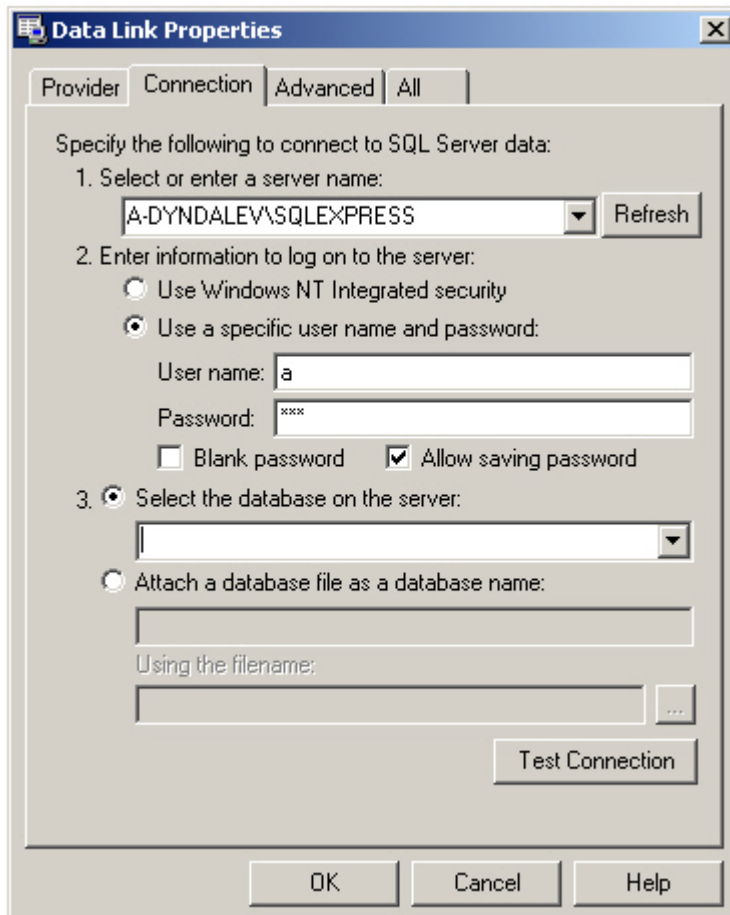 Data Link Properties
Provider Connection Advanced All
Specify the following to connect to SQL Server data:
1. Select or enter a server name:
A-DYNDALEV\SQLEXPRESS Refresh
2. Enter information to log on to the server:
Use Windows NT Integrated security
Use a specific user name and password:
User name: a
Password: ***
Blank password Allow saving password
3. Select the database on the server:
Attach a database file as a database name:
Using the filename:
...
Test Connection
OK Cancel Help